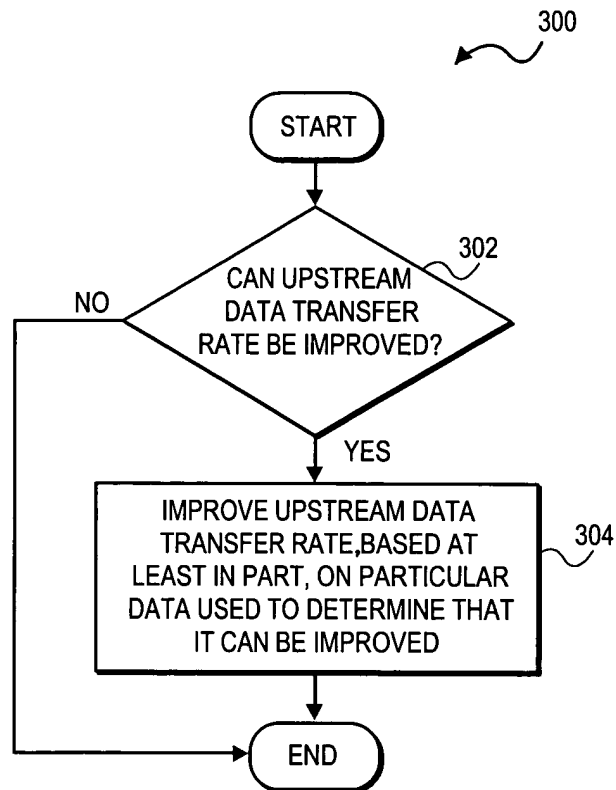 300
START
302
CAN UPSTREAM
DATA TRANSFER
RATE BE IMPROVED?
NO
YES
IMPROVE UPSTREAM DATA
TRANSFER RATE,BASED AT
LEAST IN PART, ON PARTICULAR
DATA USED TO DETERMINE THAT
IT CAN BE IMPROVED
304
END